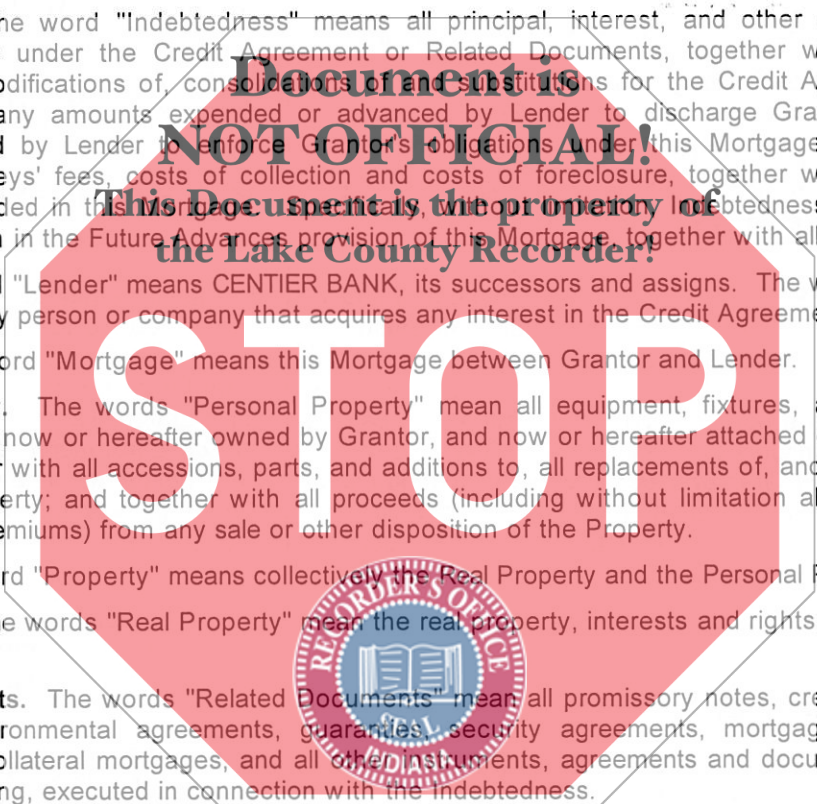 he word "Indebtedness" means all principal, interest, and other
under the Credit Agreement or Related Documents, together w
odifications of, consolidations of and substitutions for the Credit A
any amounts expended or advanced by Lender to discharge Gra
d by Lender to enforce Grantor's obligations under this Mortgage
eys' fees, costs of collection and costs of foreclosure, together w
ded in this Mortgage. Specifically, without limitation, Indebtedness
n in the Future Advances provision of this Mortgage, together with all
Document is
NOT OFFICIAL!
This Document is the property of
the Lake County Recorder!
"Lender" means CENTIER BANK, its successors and assigns. The w
y person or company that acquires any interest in the Credit Agreeme
ord "Mortgage" means this Mortgage between Grantor and Lender.
. The words "Personal Property" mean all equipment, fixtures, a
now or hereafter owned by Grantor, and now or hereafter attached
r with all accessions, parts, and additions to, all replacements of, and
erty; and together with all proceeds (including without limitation al
emiums) from any sale or other disposition of the Property.
STOP
rd "Property" means collectively the Real Property and the Personal P
e words "Real Property" mean the real property, interests and rights
ts. The words "Related Documents" mean all promissory notes, cre
ronmental agreements, guaranties, security agreements, mortgag
ollateral mortgages, and all other instruments, agreements and docu
ng, executed in connection with the Indebtedness.
RECORDER'S OFFICE
SEAL
INDIANA